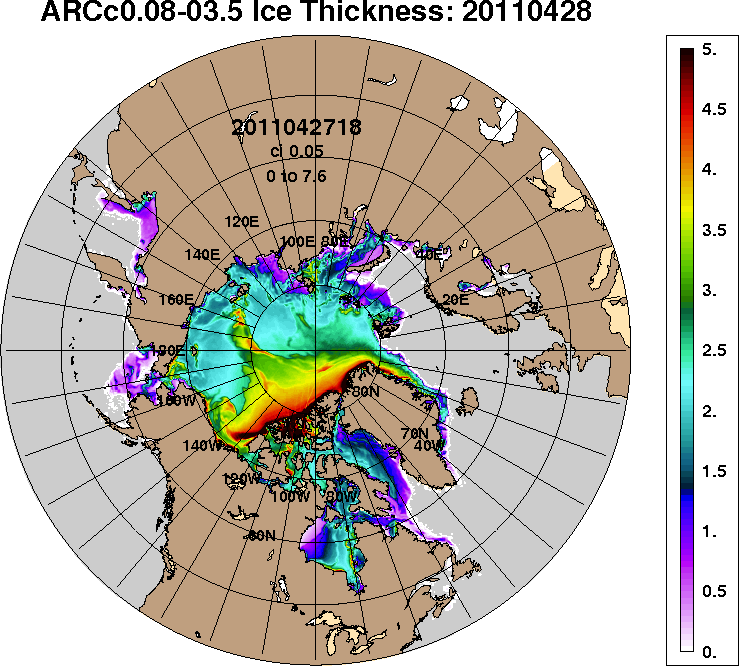 ARCc0.08-03.5 Ice Thickness: 20110428
2011042718
ci 0.05
0 to 7.6
120E
100E
80E
140E
40E
160E
20E
180E
160W
80N
140W
70N
40W
120W
100W
80W
60N
5.
4.5
4.
3.5
3.
2.5
2.
1.5
1.
0.5
0.